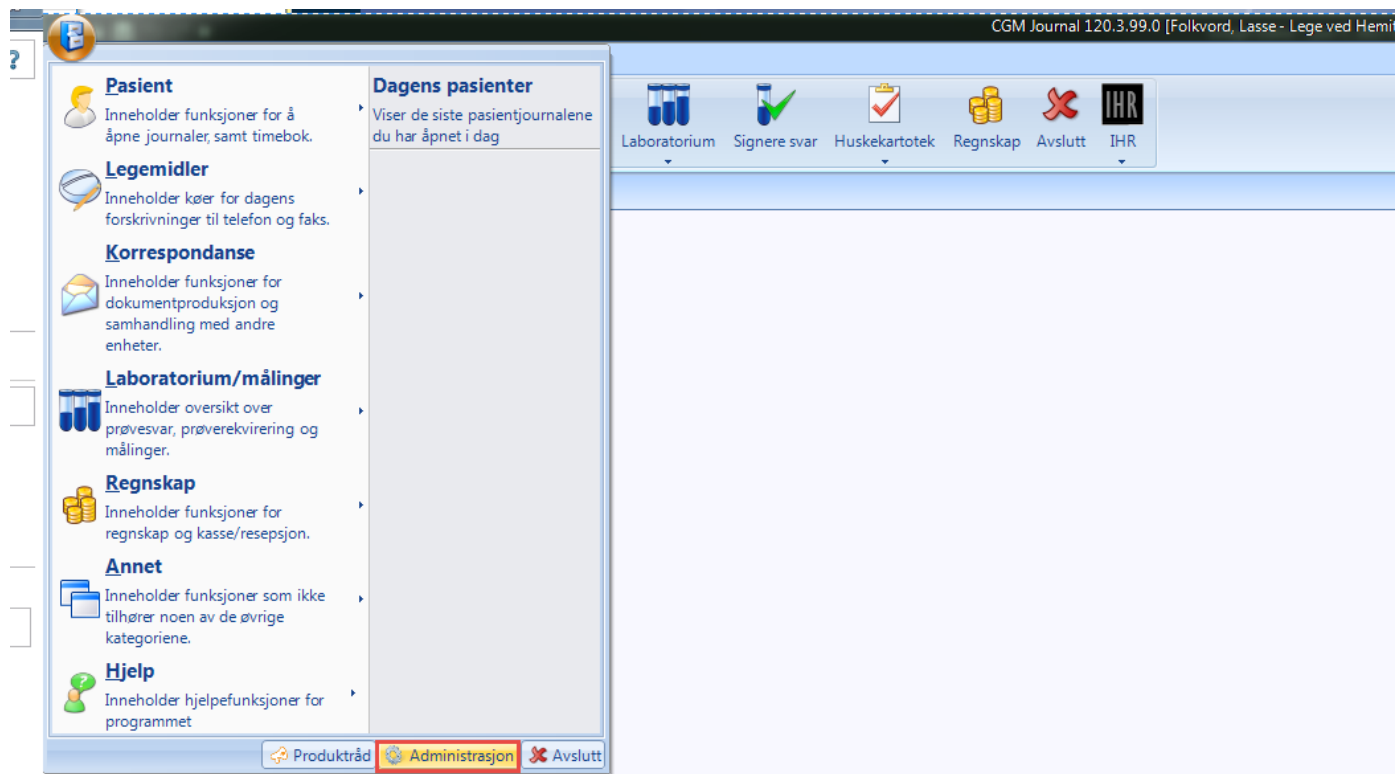 CGM Journal 120.3.99.0 [Folkvord, Lasse - Lege ved Hemit
?
Pasient
Inneholder funksjoner for å
åpne journaler, samt timebok.
Legemidler
Inneholder køer for dagens
forskrivninger til telefon og faks.
Korrespondanse
Inneholder funksjoner for
dokumentproduksjon og
samhandling med andre
enheter.
Laboratorium/målinger
Inneholder oversikt over
prøvesvar, prøverekvirering og
målinger.
Regnskap
Inneholder funksjoner for
regnskap og kasse/resepsjon.
Annet
Inneholder funksjoner som ikke
tilhører noen av de øvrige
kategoriene.
Hjelp
Inneholder hjelpefunksjoner for
programmet
Dagens pasienter
Viser de siste pasientjournalene
du har åpnet i dag
IHR
Laboratorium Signere svar Huskekartotek Regnskap Avslutt IHR
Produktråd Administrasjon Avslutt